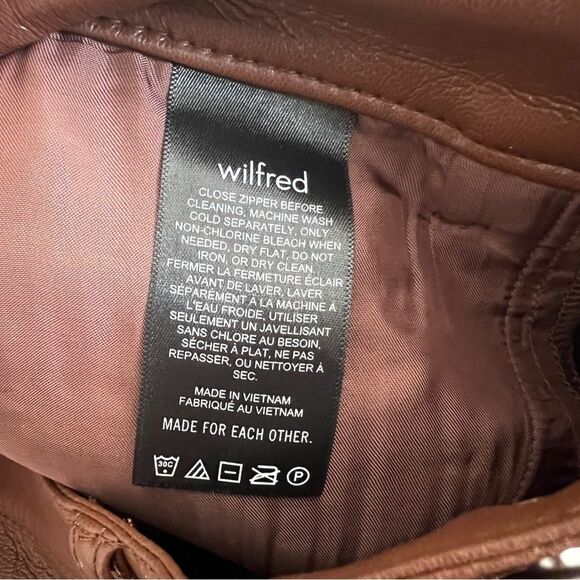 wilfred
CLOSE ZIPPER BEFORE
CLEANING, MACHINE WASH
COLD SEPARATELY, ONLY
NON-CHLORINE BLEACH WHEN
NEEDED, DRY FLAT, DO NOT
IRON, OR DRY CLEAN.
FERMER LA FERMETURE ÉCLAIR
AVANT DE LAVER, LAVER
SÉPARÉMENT À LA MACHINE À
L'EAU FROIDE, UTILISER
SEULEMENT UN JAVELLISANT
SANS CHLORE AU BESOIN,
SÉCHER À PLAT, NE PAS
REPASSER, OU NETTOYER À
SEC.
MADE IN VIETNAM
FABRIQUÉ AU VIETNAM
MADE FOR EACH OTHER.
30C P